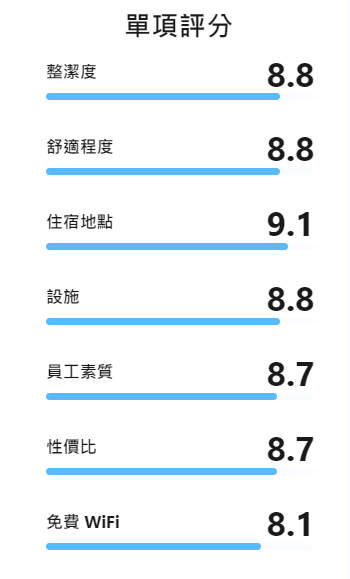 單項評分
整潔度 8.8
舒適程度 8.8
住宿地點 9.1
設施 8.8
員工素質 8.7
性價比 8.7
免費 WiFi 8.1